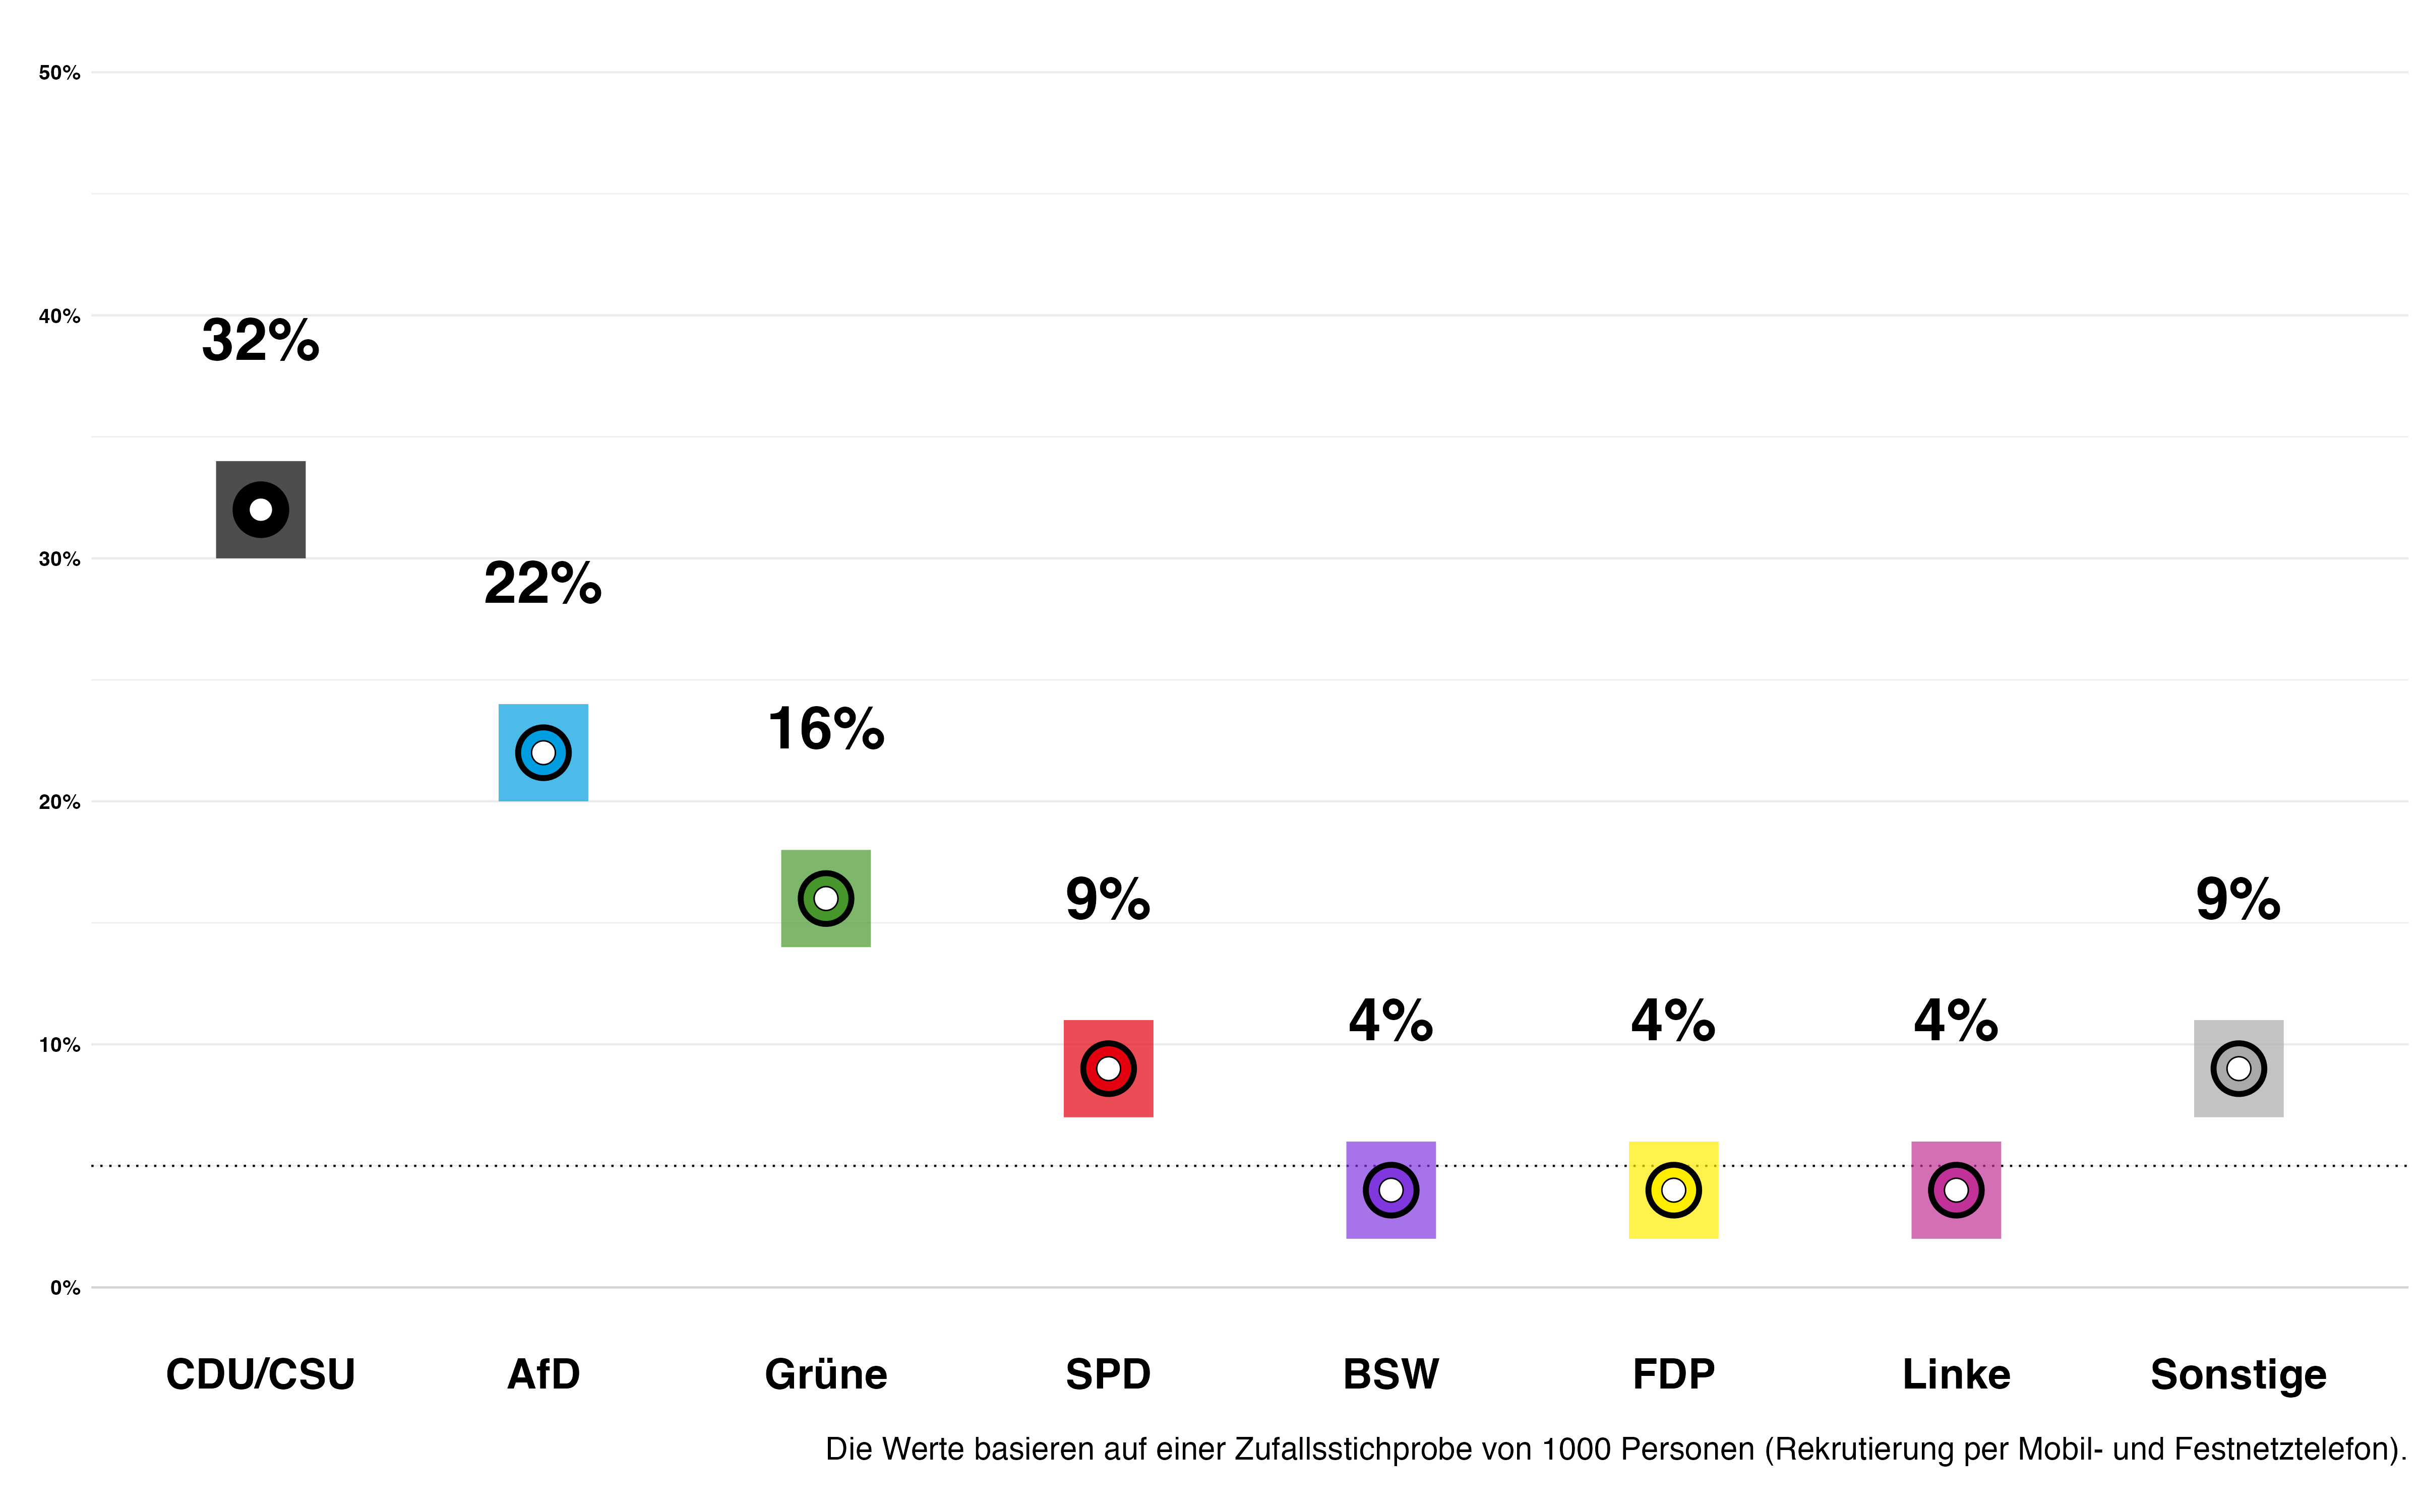 50%
40%
32%
30%
22%
16%
20%
9%
9%
4%
4%
4%
10%
0%
CDU/CSU
AfD
Grüne
SPD
BSW
FDP
Linke
Sonstige
Die Werte basieren auf einer Zufallsstichprobe von 1000 Personen (Rekrutierung per Mobil- und Festnetztelefon).